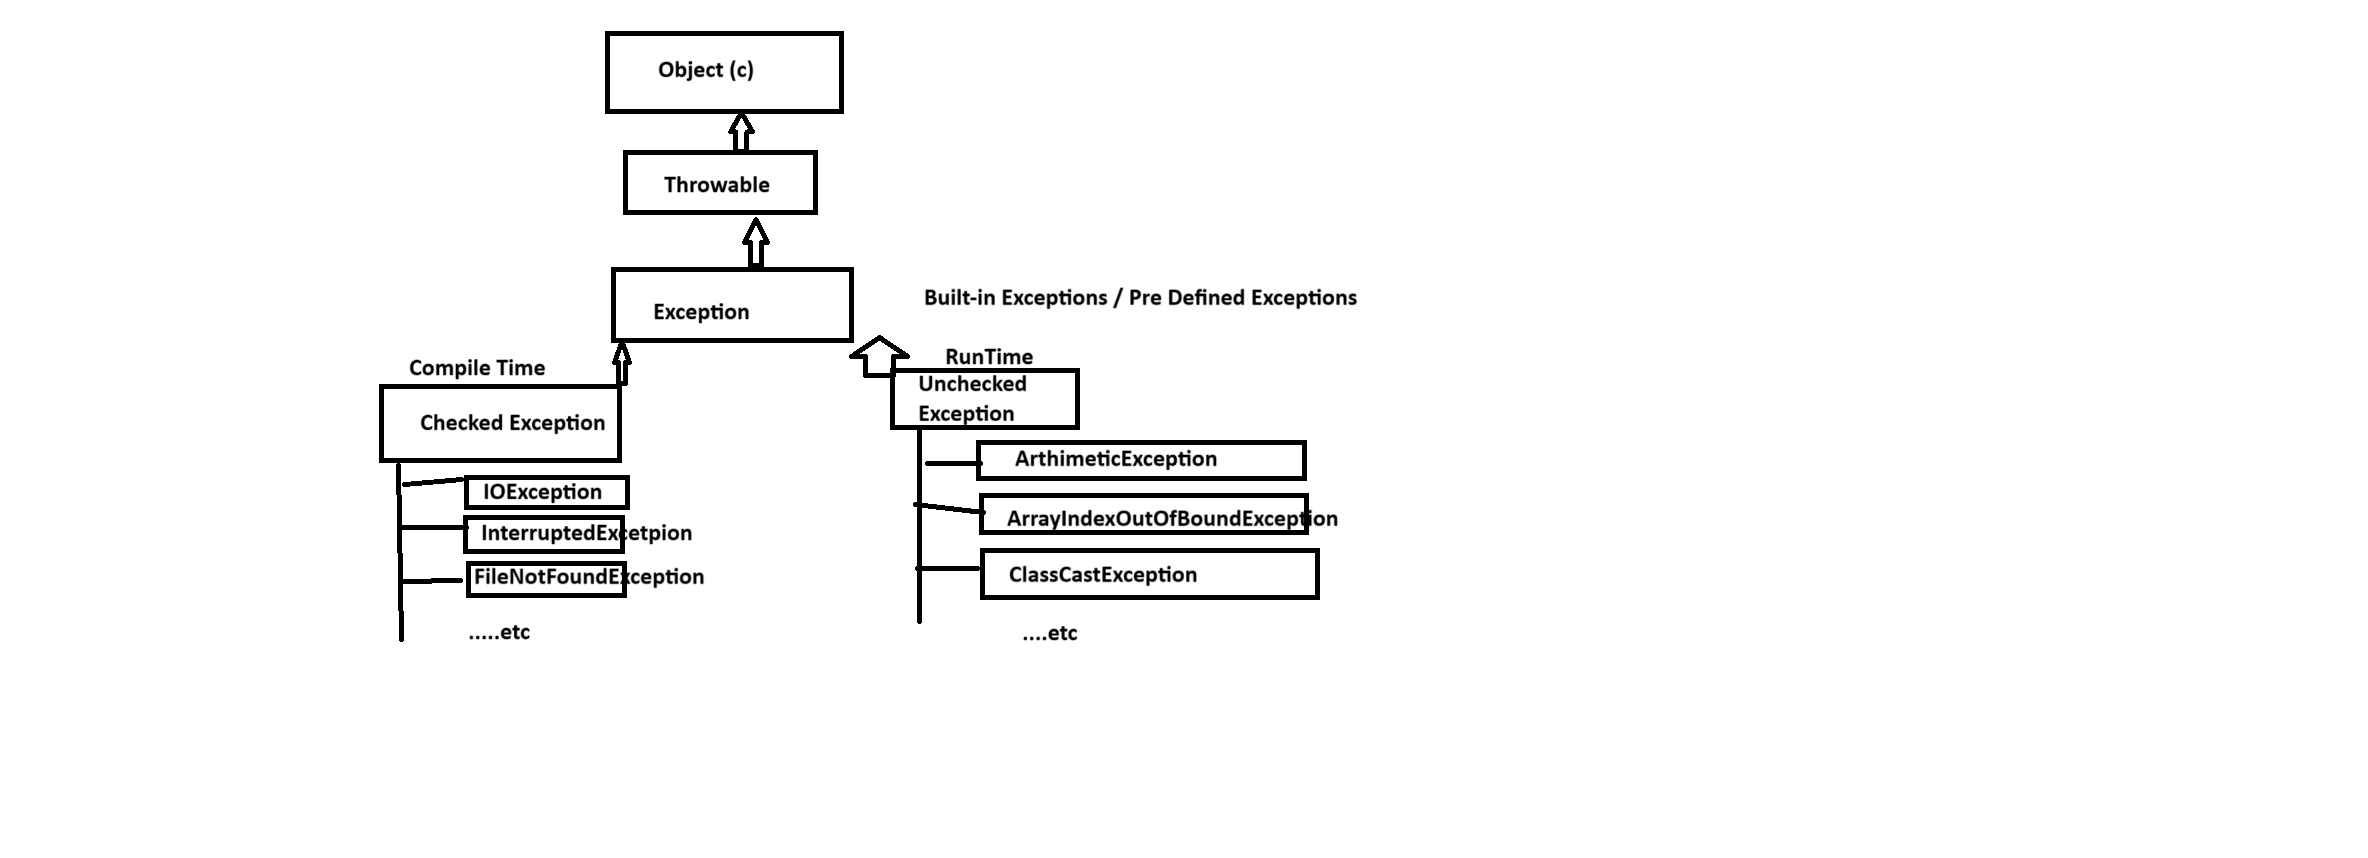 Object (c)
Throwable
Exception
Built-in Exceptions / Pre Defined Exceptions
Compile Time
Checked Exception
IOException
InterruptedExcetpion
FileNotFoundException
.....etc
RunTime
Unchecked
Exception
ArthimeticException
ArrayIndexOutOfBoundException
ClassCastException
....etc